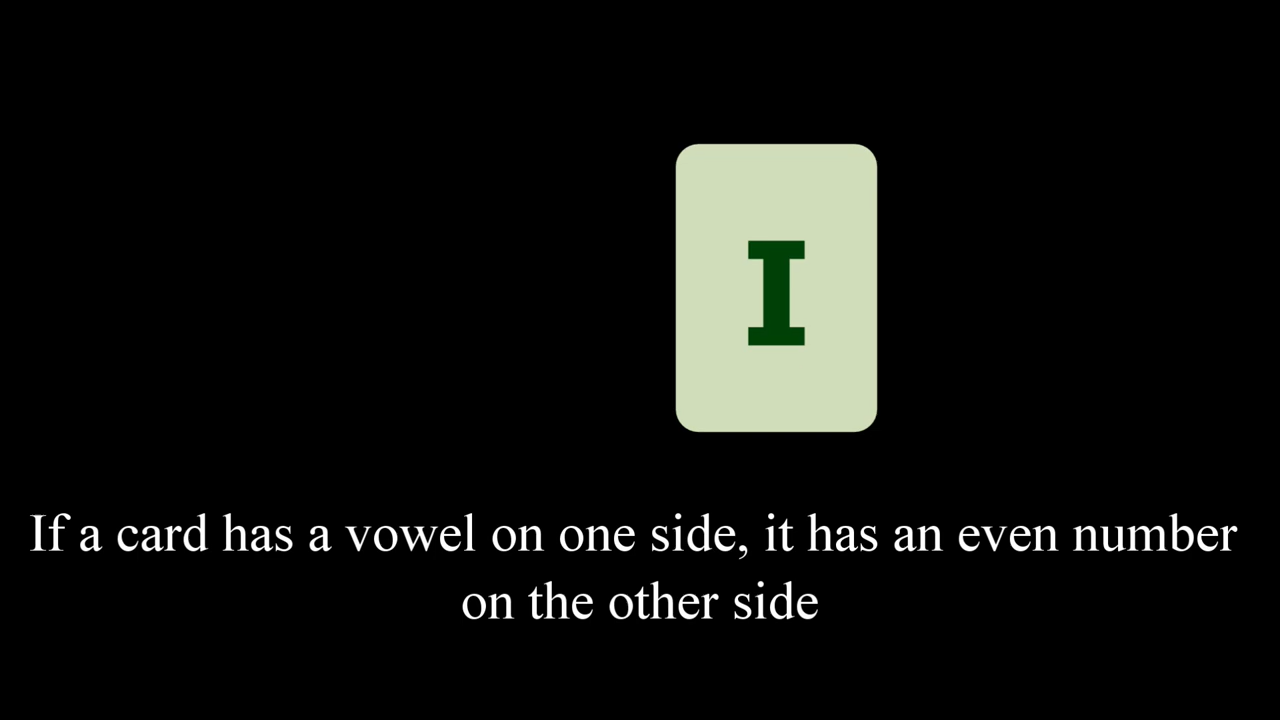 I
If a card has a vowel on one side, it has an even number
on the other side